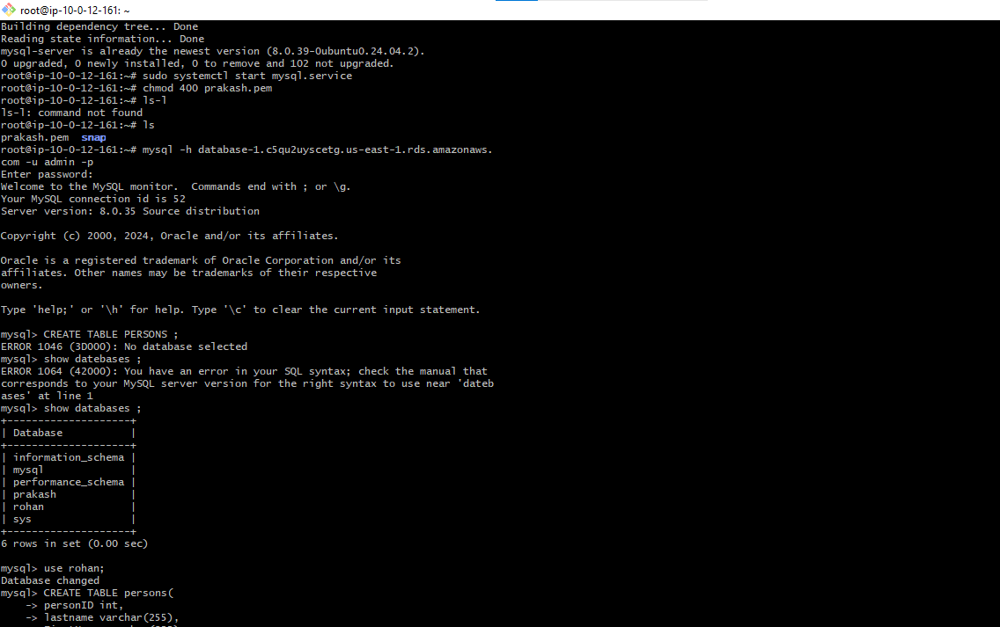 root@ip-10-0-12-161: ~
Building dependency tree... Done
Reading state information... Done
mysql-server is already the newest version (8.0.39-0ubuntu0.24.04.2).
0 upgraded, 0 newly installed, 0 to remove and 102 not upgraded.
root@ip-10-0-12-161:~# sudo systemctl start mysql.service
root@ip-10-0-12-161:~# chmod 400 prakash.pem
root@ip-10-0-12-161:~# ls-l
ls-l: command not found
root@ip-10-0-12-161:~# ls
prakash.pem  snap
root@ip-10-0-12-161:~# mysql -h database-1.c5qu2uyscetg.us-east-1.rds.amazonaws.
com -u admin -p
Enter password:
Welcome to the MySQL monitor.  Commands end with ; or \g.
Your MySQL connection id is 52
Server version: 8.0.35 Source distribution
Copyright (c) 2000, 2024, Oracle and/or its affiliates.
Oracle is a registered trademark of Oracle Corporation and/or its
affiliates. Other names may be trademarks of their respective
owners.
Type 'help;' or '\h' for help. Type '\c' to clear the current input statement.
mysql> CREATE TABLE PERSONS ;
ERROR 1046 (3D000): No database selected
mysql> show datebases ;
ERROR 1064 (42000): You have an error in your SQL syntax; check the manual that
corresponds to your MySQL server version for the right syntax to use near 'dateb
ases' at line 1
mysql> show databases ;
+--------------------+
| Database           |
+--------------------+
| information_schema |
| mysql              |
| performance_schema |
| prakash            |
| rohan              |
| sys                |
+--------------------+
6 rows in set (0.00 sec)
mysql> use rohan;
Database changed
mysql> CREATE TABLE persons(
    -> personID int,
    -> lastname varchar(255),